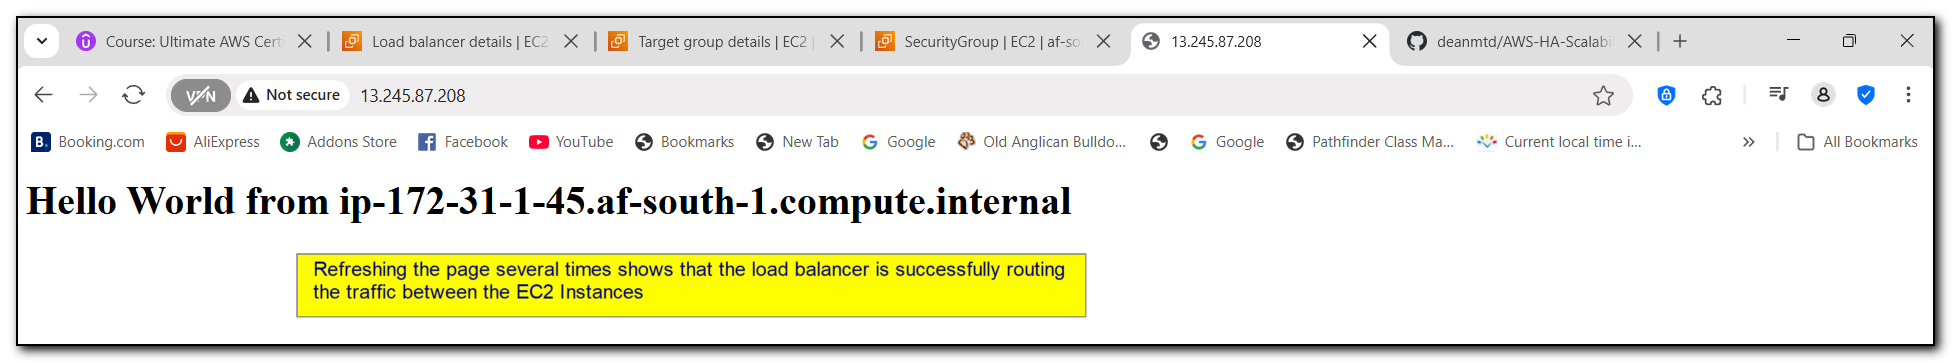 Course: Ultimate AWS Cert
Load balancer details | EC2
Target group details | EC2 |
SecurityGroup | EC2 | af-so
13.245.87.208
deanmtd/AWS-HA-Scalabi
VPN
Not secure
13.245.87.208
B. Booking.com
AliExpress
Addons Store
Facebook
YouTube
Bookmarks
New Tab
Google
Old Anglican Bulldo...
Google
Pathfinder Class Ma...
Current local time i...
All Bookmarks
Hello World from ip-172-31-1-45.af-south-1.compute.internal
Refreshing the page several times shows that the load balancer is successfully routing
the traffic between the EC2 Instances